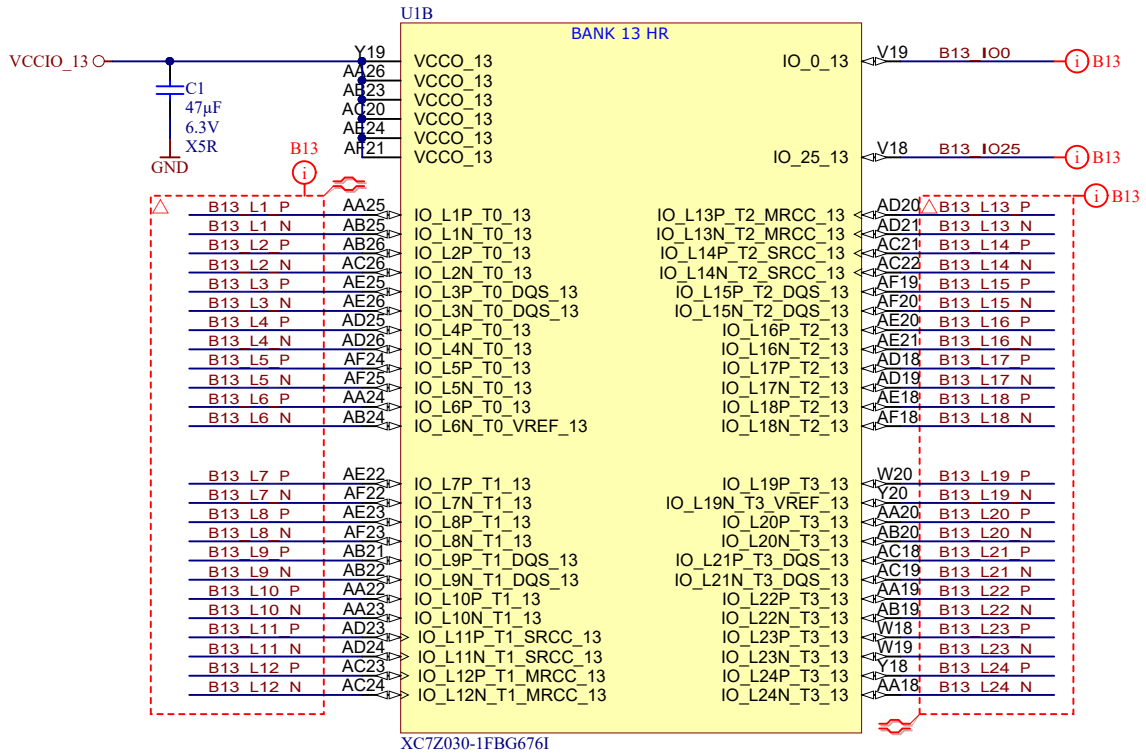 U1B
BANK 13 HR
VCCIO_13 Y19 VCCO_13 IO_0_13 V19 B13_IO0 i B13
AA26 VCCO_13
C1 AB23 VCCO_13
47µF AC20 VCCO_13
6.3V AE24 VCCO_13
X5R AF21 VCCO_13 IO_25_13 V18 B13_IO25 i B13
GND
B13
i
i B13
B13_L1_P AA25 IO_L1P_T0_13 IO_L13P_T2_MRCC_13 AD20 B13_L13_P
B13_L1_N AB25 IO_L1N_T0_13 IO_L13N_T2_MRCC_13 AD21 B13_L13_N
B13_L2_P AB26 IO_L2P_T0_13 IO_L14P_T2_SRCC_13 AC21 B13_L14_P
B13_L2_N AC26 IO_L2N_T0_13 IO_L14N_T2_SRCC_13 AC22 B13_L14_N
B13_L3_P AE25 IO_L3P_T0_DQS_13 IO_L15P_T2_DQS_13 AF19 B13_L15_P
B13_L3_N AE26 IO_L3N_T0_DQS_13 IO_L15N_T2_DQS_13 AF20 B13_L15_N
B13_L4_P AD25 IO_L4P_T0_13 IO_L16P_T2_13 AE20 B13_L16_P
B13_L4_N AD26 IO_L4N_T0_13 IO_L16N_T2_13 AE21 B13_L16_N
B13_L5_P AF24 IO_L5P_T0_13 IO_L17P_T2_13 AD18 B13_L17_P
B13_L5_N AF25 IO_L5N_T0_13 IO_L17N_T2_13 AD19 B13_L17_N
B13_L6_P AA24 IO_L6P_T0_13 IO_L18P_T2_13 AE18 B13_L18_P
B13_L6_N AB24 IO_L6N_T0_VREF_13 IO_L18N_T2_13 AF18 B13_L18_N
B13_L7_P AE22 IO_L7P_T1_13 IO_L19P_T3_13 W20 B13_L19_P
B13_L7_N AF22 IO_L7N_T1_13 IO_L19N_T3_VREF_13 Y20 B13_L19_N
B13_L8_P AE23 IO_L8P_T1_13 IO_L20P_T3_13 AA20 B13_L20_P
B13_L8_N AF23 IO_L8N_T1_13 IO_L20N_T3_13 AB20 B13_L20_N
B13_L9_P AB21 IO_L9P_T1_DQS_13 IO_L21P_T3_DQS_13 AC18 B13_L21_P
B13_L9_N AB22 IO_L9N_T1_DQS_13 IO_L21N_T3_DQS_13 AC19 B13_L21_N
B13_L10_P AA22 IO_L10P_T1_13 IO_L22P_T3_13 AA19 B13_L22_P
B13_L10_N AA23 IO_L10N_T1_13 IO_L22N_T3_13 AB19 B13_L22_N
B13_L11_P AD23 IO_L11P_T1_SRCC_13 IO_L23P_T3_13 W18 B13_L23_P
B13_L11_N AD24 IO_L11N_T1_SRCC_13 IO_L23N_T3_13 W19 B13_L23_N
B13_L12_P AC23 IO_L12P_T1_MRCC_13 IO_L24P_T3_13 Y18 B13_L24_P
B13_L12_N AC24 IO_L12N_T1_MRCC_13 IO_L24N_T3_13 AA18 B13_L24_N
XC7Z030-1FBG676I